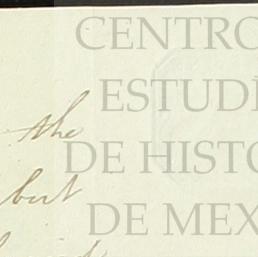 CENTRO
ESTUDI
the
DE HISTO
but
DE MEX